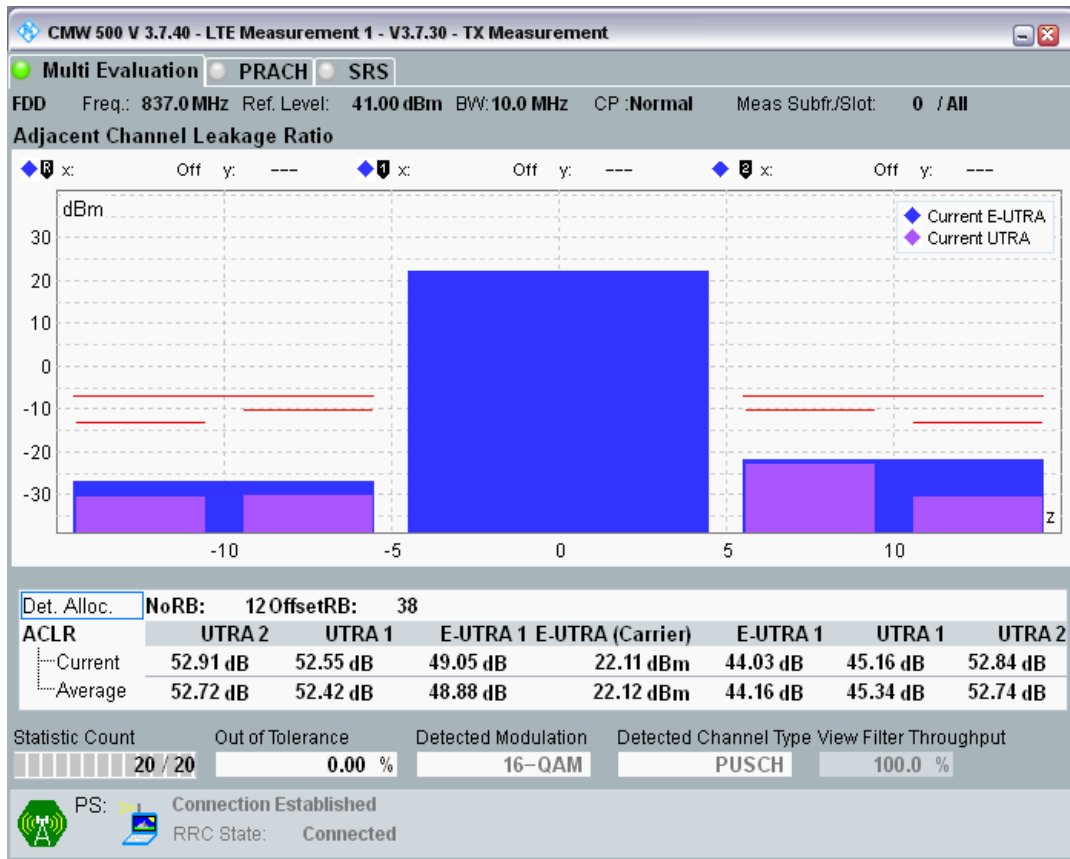 CMW 500 V 3.7.40 - LTE Measurement 1 - V3.7.30 - TX Measurement
Multi Evaluation PRACH SRS
FDD Freq.: 837.0 MHz Ref. Level: 41.00 dBm BW: 10.0 MHz CP :Normal Meas Subfr./Slot: 0 / All
Adjacent Channel Leakage Ratio
R x: Off y: --- 1 x: Off y: --- 2 x: Off y: ---
dBm
Current E-UTRA
Current UTRA
30
20
10
0
-10
-20
-30
z
-10 -5 0 5 10
Det. Alloc. NoRB: 12 OffsetRB: 38
ACLR UTRA 2 UTRA 1 E-UTRA 1 E-UTRA (Carrier) E-UTRA 1 UTRA 1 UTRA 2
Current 52.91 dB 52.55 dB 49.05 dB 22.11 dBm 44.03 dB 45.16 dB 52.84 dB
Average 52.72 dB 52.42 dB 48.88 dB 22.12 dBm 44.16 dB 45.34 dB 52.74 dB
Statistic Count Out of Tolerance Detected Modulation Detected Channel Type View Filter Throughput
20 / 20 0.00 % 16-QAM PUSCH 100.0 %
PS: Connection Established
RRC State: Connected